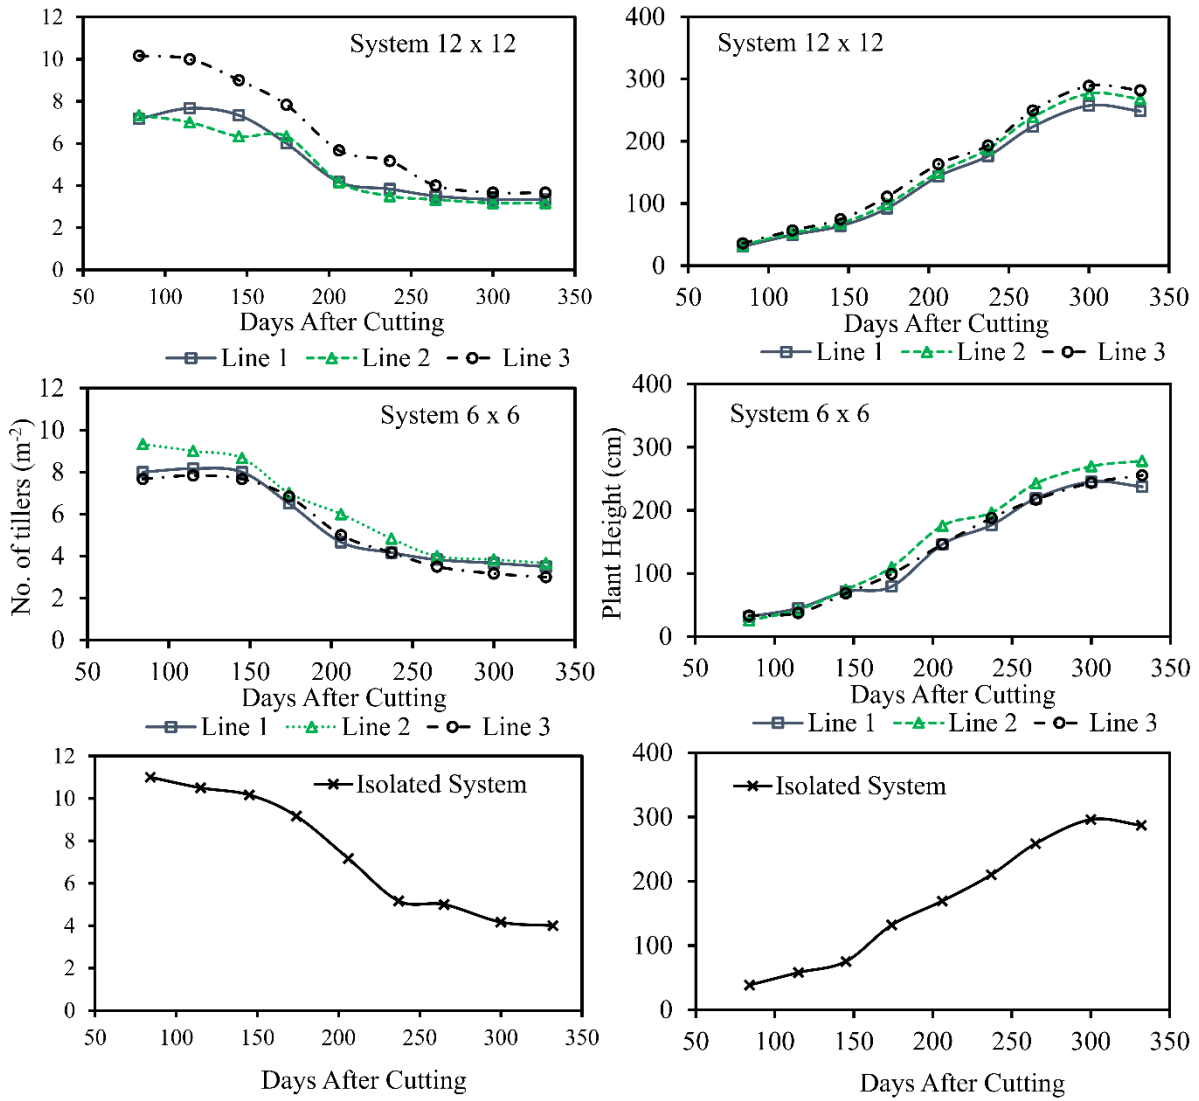 12
10
8
6
4
2
0
System 12 x 12
50 100 150 200 250 300 350
Days After Cutting
Line 1 Line 2 Line 3
400
300
200
100
0
System 12 x 12
50 100 150 200 250 300 350
Days After Cutting
Line 1 Line 2 Line 3
No. of tillers (m-2)
12
10
8
6
4
2
0
System 6 x 6
50 100 150 200 250 300 350
Days After Cutting
Line 1 Line 2 Line 3
Plant Height (cm)
400
300
200
100
0
System 6 x 6
50 100 150 200 250 300 350
Days After Cutting
Line 1 Line 2 Line 3
12
10
8
6
4
2
0
Isolated System
50 100 150 200 250 300 350
Days After Cutting
400
300
200
100
0
Isolated System
50 100 150 200 250 300 350
Days After Cutting